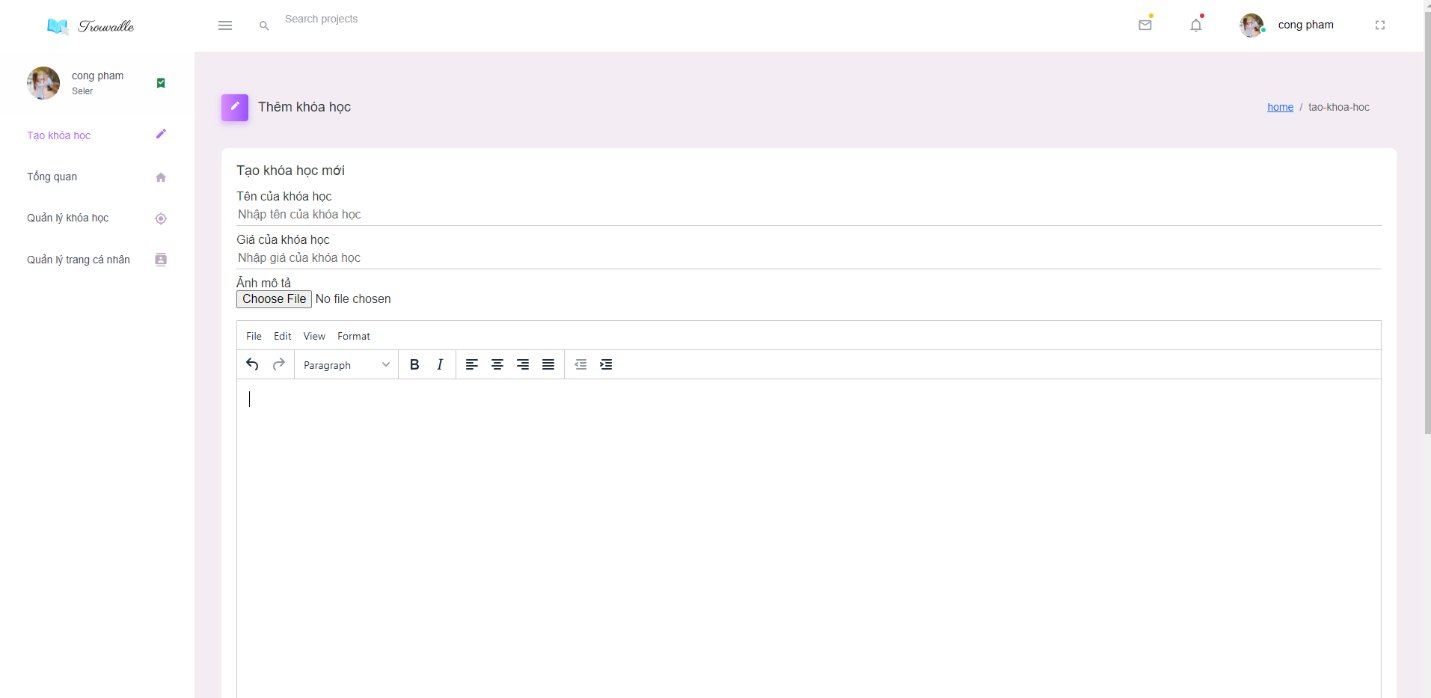 Trouvaille
Search projects
cong pham
cong pham
Seler
Tạo khóa học
Tổng quan
Quản lý khóa học
Quản lý trang cá nhân
Thêm khóa học
home / tao-khoa-hoc
Tạo khóa học mới
Tên của khóa học
Nhập tên của khóa học
Giá của khóa học
Nhập giá của khóa học
Ảnh mô tả
Choose File No file chosen
File Edit View Format
Paragraph B I